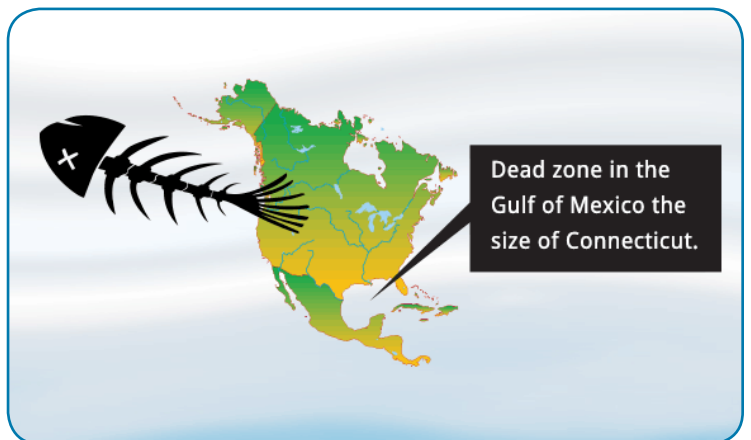 Dead zone in the
Gulf of Mexico the
size of Connecticut.